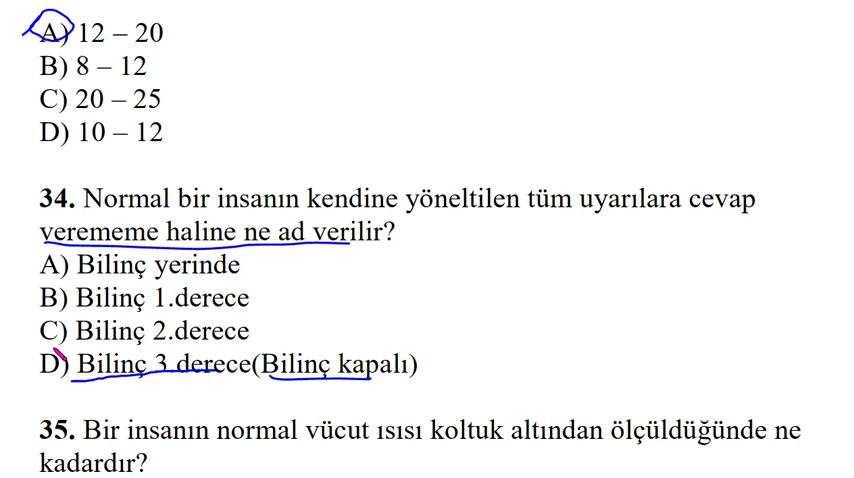 A) 12 – 20
B) 8 – 12
C) 20 – 25
D) 10 – 12
34. Normal bir insanın kendine yöneltilen tüm uyarılara cevap
verememe haline ne ad verilir?
A) Bilinç yerinde
B) Bilinç 1.derece
C) Bilinç 2.derece
D) Bilinç 3.derece(Bilinç kapalı)
35. Bir insanın normal vücut ısısı koltuk altından ölçüldüğünde ne
kadardır?